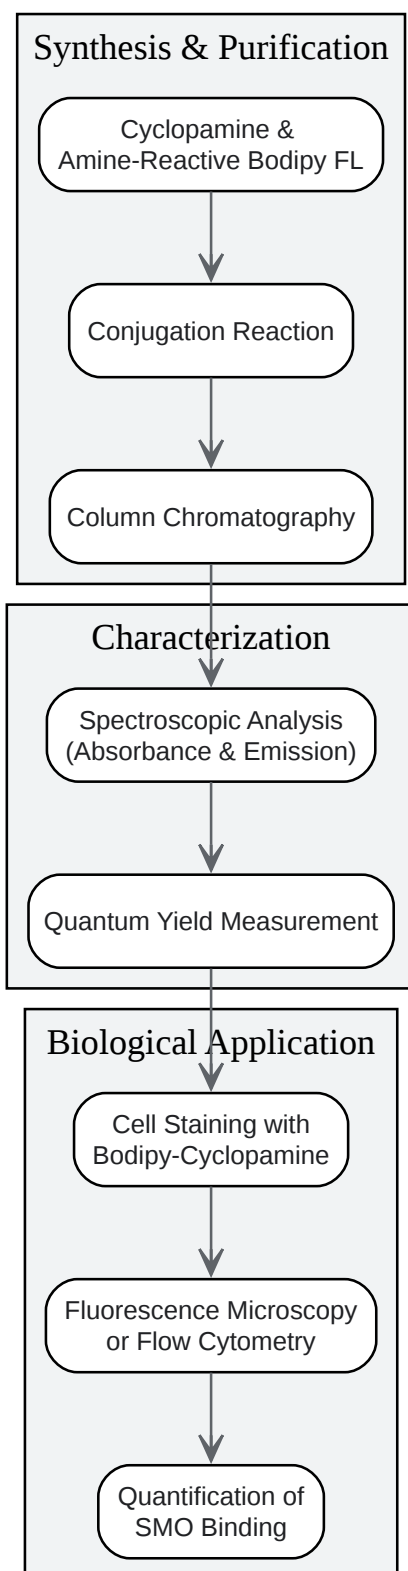 Synthesis & Purification
Cyclopamine &
Amine-Reactive Bodipy FL
Conjugation Reaction
Column Chromatography
Characterization
Spectroscopic Analysis
(Absorbance & Emission)
Quantum Yield Measurement
Biological Application
Cell Staining with
Bodipy-Cyclopamine
Fluorescence Microscopy
or Flow Cytometry
Quantification of
SMO Binding